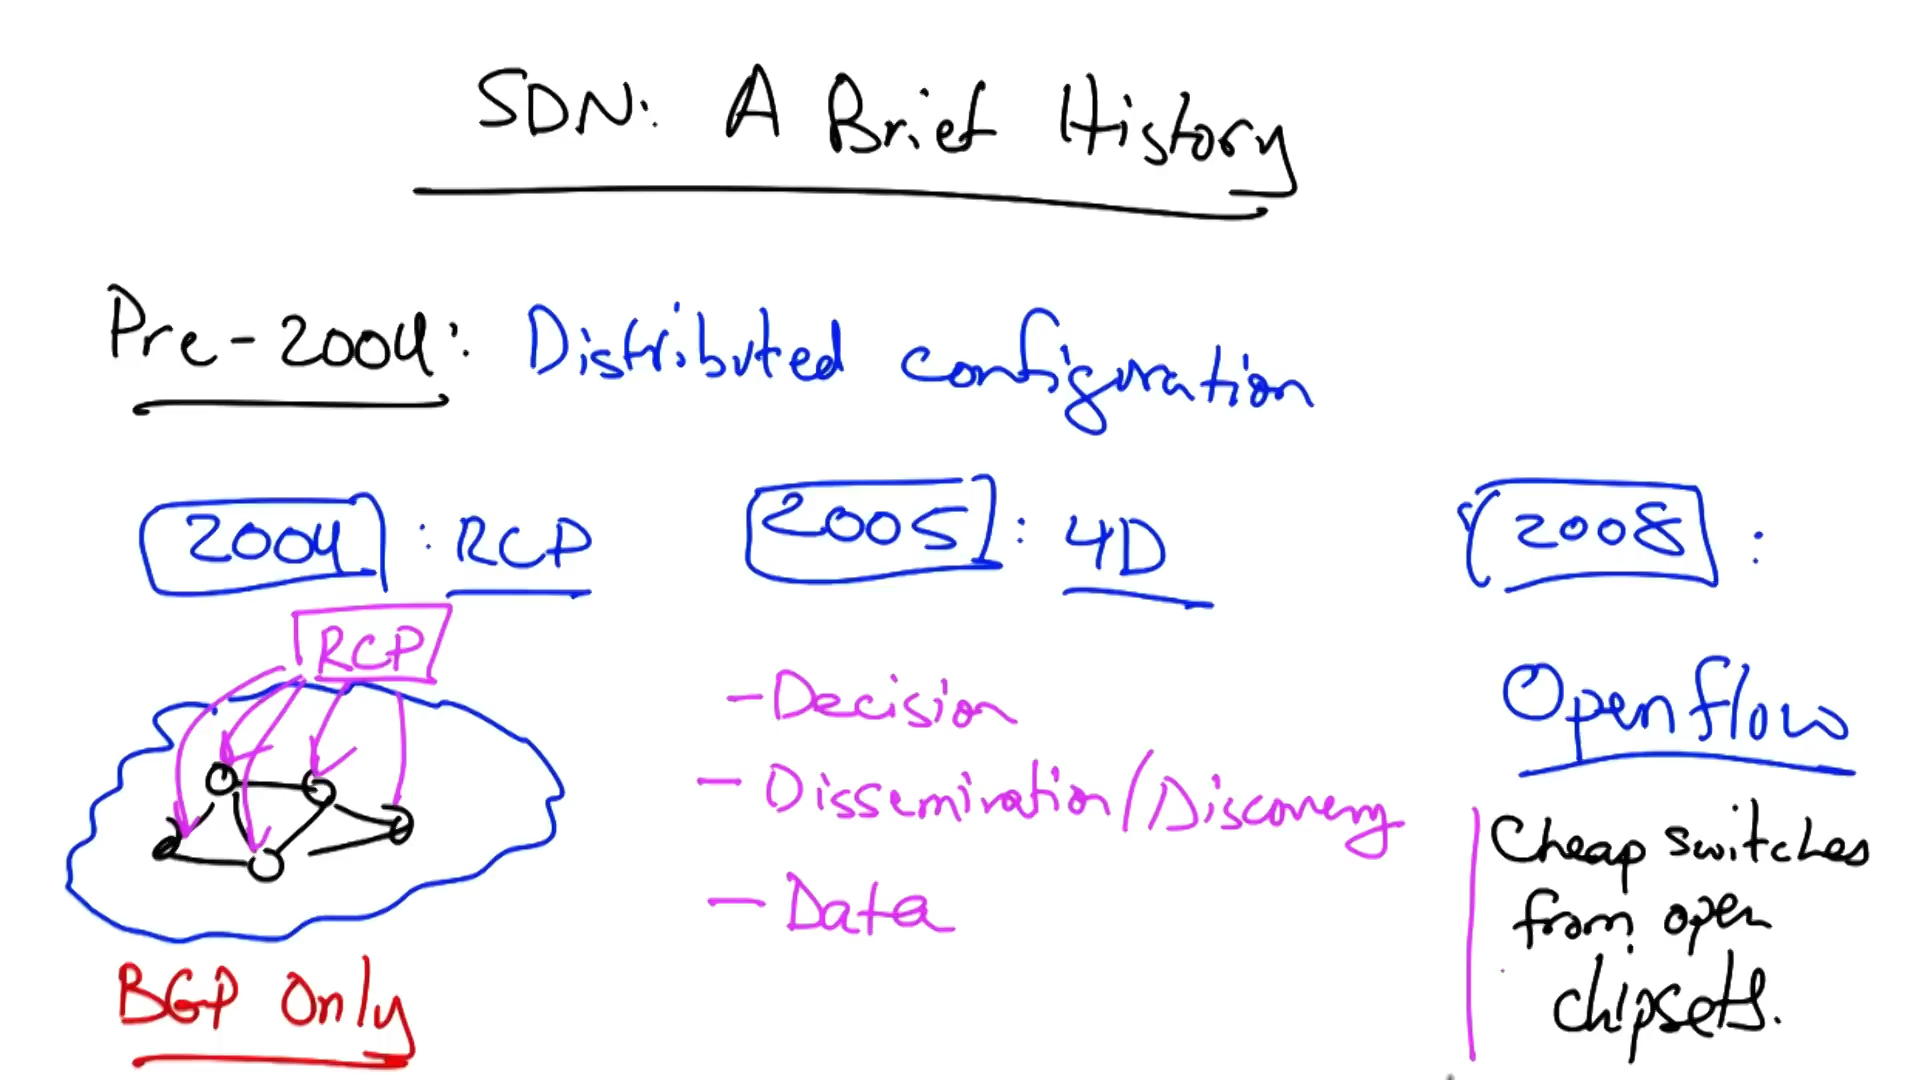 SDN: A Brief History
Pre-2004: Distributed configuration
2004 : RCP
RCP
BGP Only
2005 : 4D
- Decision
- Dissemination/Discovery
- Data
2008 :
Openflow
Cheap switches
from open
chipsets.